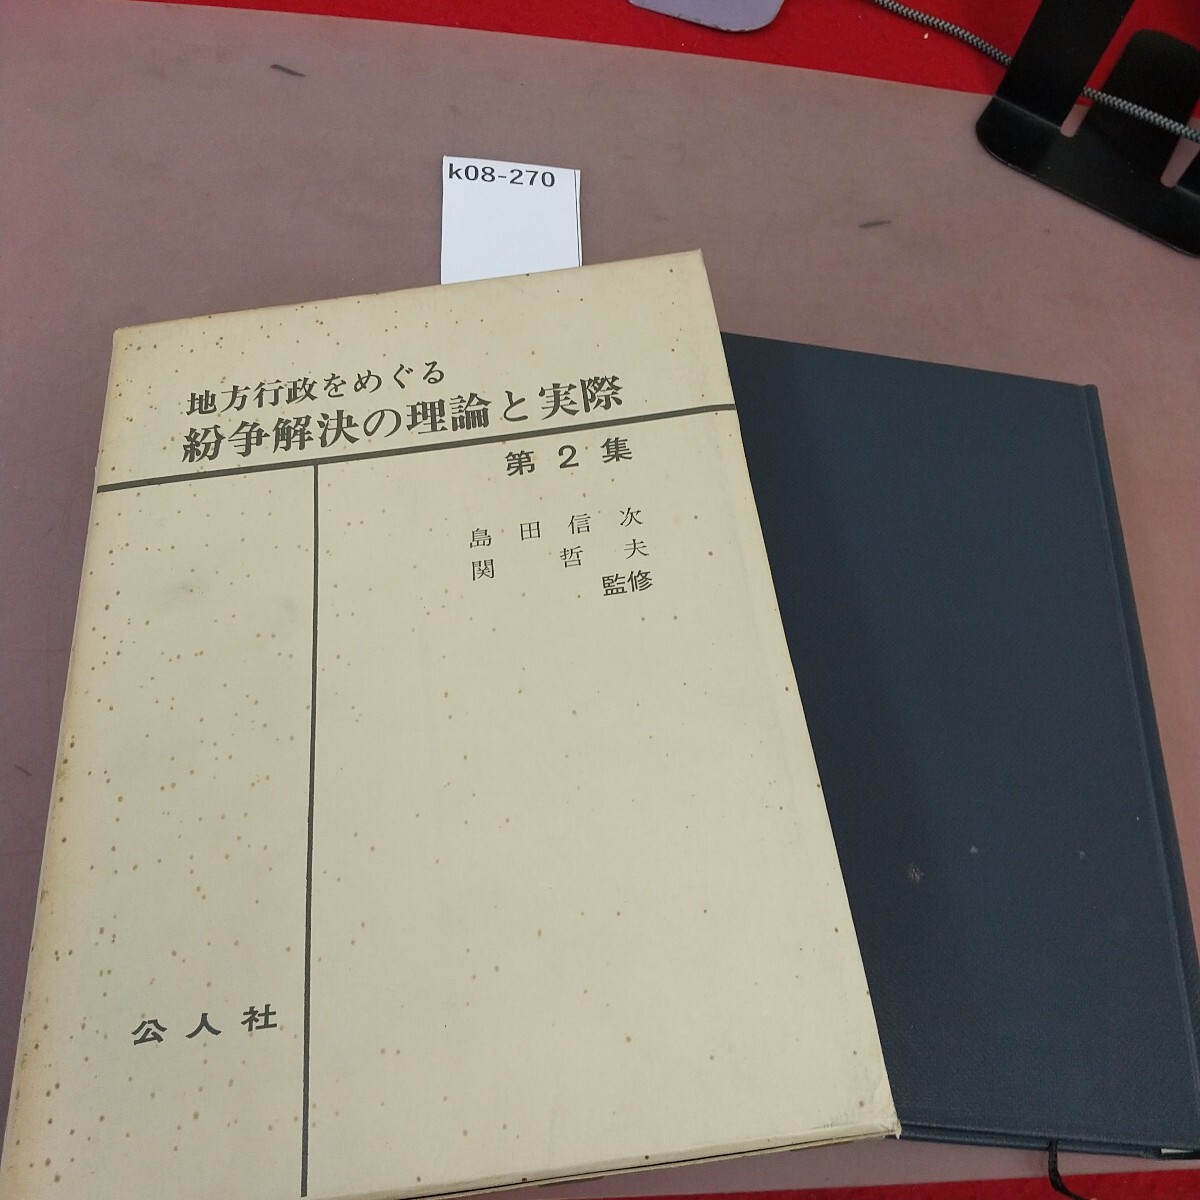 k08-270
地方行政をめぐる
紛争解決の理論と実際
第2集
島田信次
関哲夫
監修
公人社